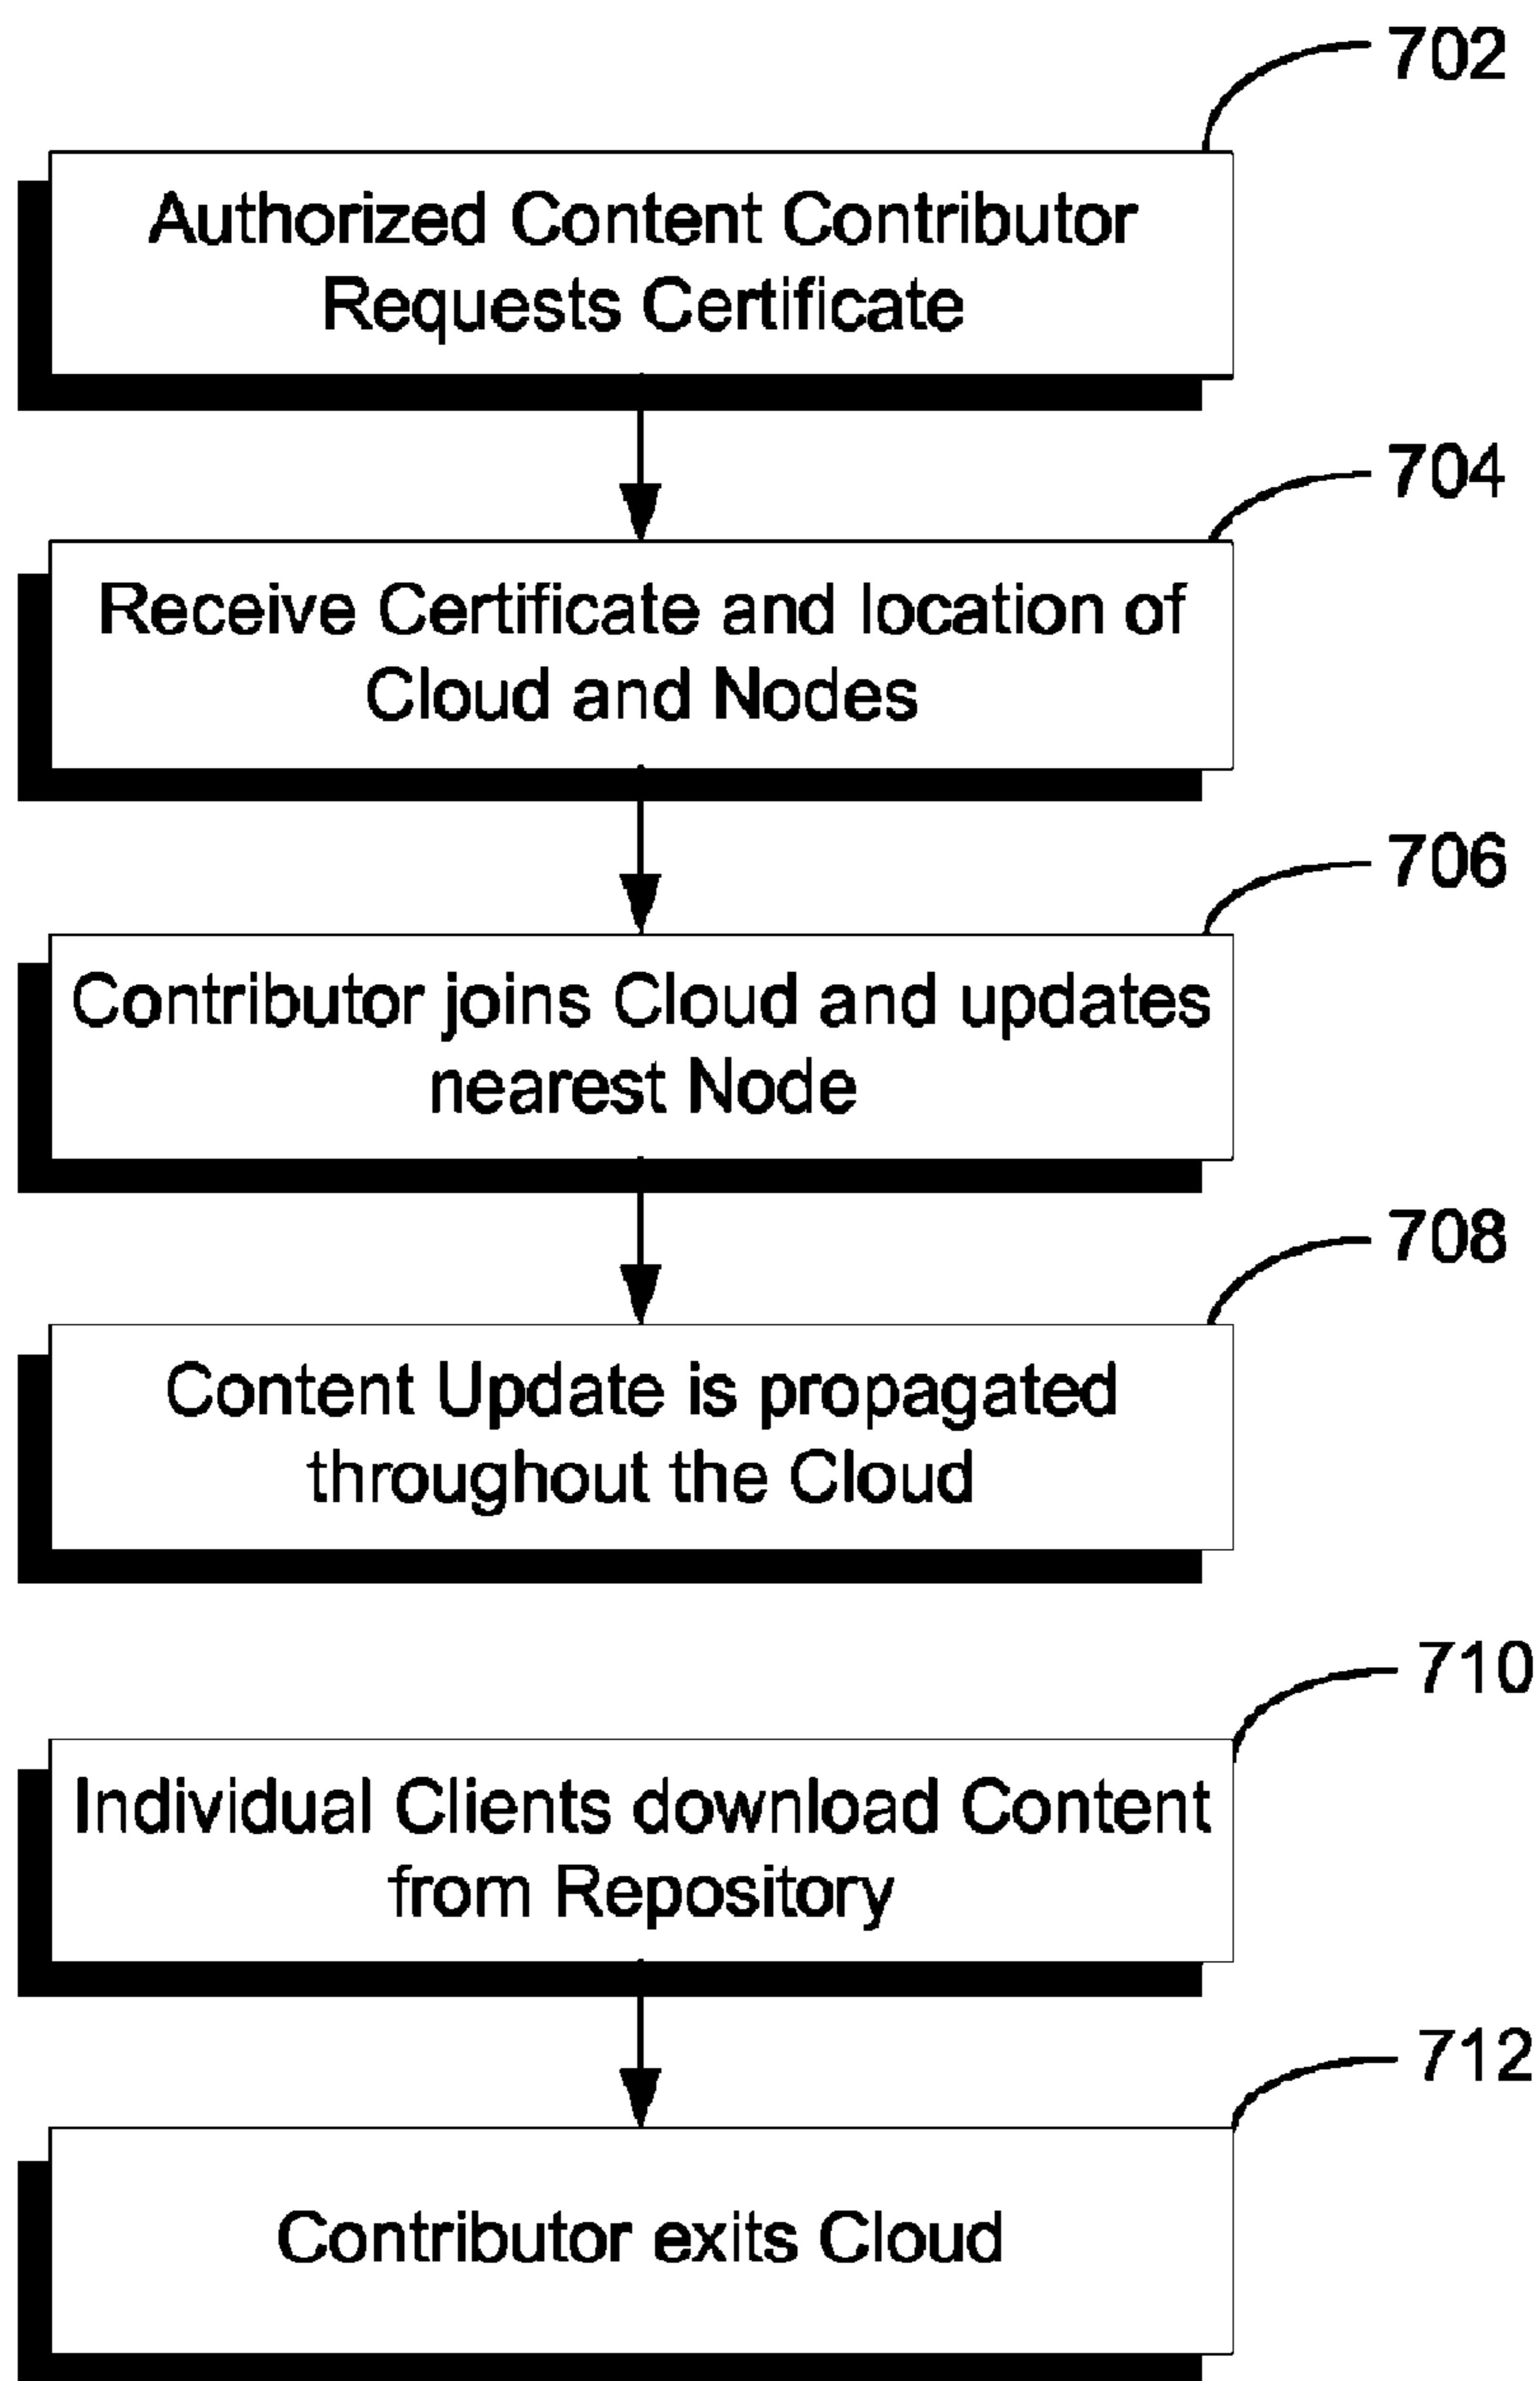 702
Authorized Content Contributor
Requests Certificate
704
Receive Certificate and location of
Cloud and Nodes
706
Contributor joins Cloud and updates
nearest Node
708
Content Update is propagated
throughout the Cloud
710
Individual Clients download Content
from Repository
712
Contributor exits Cloud